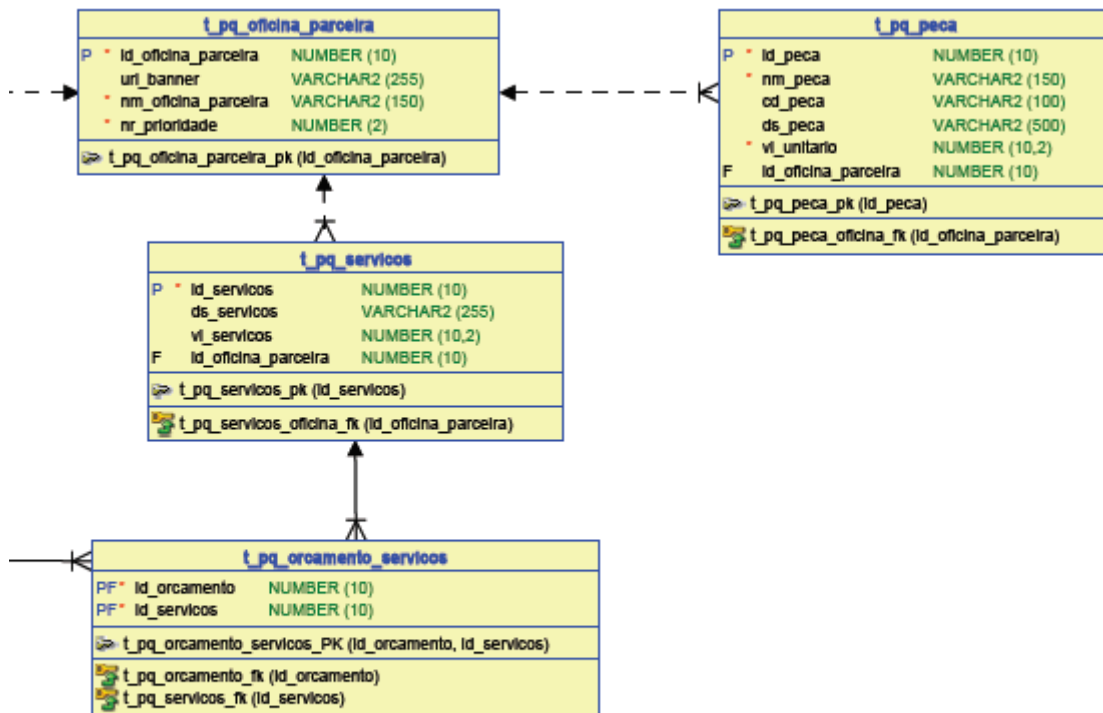 t_pq_oficina_parceira
P * id_oficina_parceira NUMBER (10)
url_banner VARCHAR2 (255)
* nm_oficina_parceira VARCHAR2 (150)
* nr_prioridade NUMBER (2)
t_pq_oficina_parceira_pk (id_oficina_parceira)
t_pq_peca
P * id_peca NUMBER (10)
* nm_peca VARCHAR2 (150)
cd_peca VARCHAR2 (100)
ds_peca VARCHAR2 (500)
* vl_unitario NUMBER (10,2)
F id_oficina_parceira NUMBER (10)
t_pq_peca_pk (id_peca)
t_pq_peca_oficina_fk (id_oficina_parceira)
t_pq_servicos
P * id_servicos NUMBER (10)
ds_servicos VARCHAR2 (255)
vl_servicos NUMBER (10,2)
F id_oficina_parceira NUMBER (10)
t_pq_servicos_pk (id_servicos)
t_pq_servicos_oficina_fk (id_oficina_parceira)
t_pq_orcamento_servicos
PF* id_orcamento NUMBER (10)
PF* id_servicos NUMBER (10)
t_pq_orcamento_servicos_PK (id_orcamento, id_servicos)
t_pq_orcamento_fk (id_orcamento)
t_pq_servicos_fk (id_servicos)